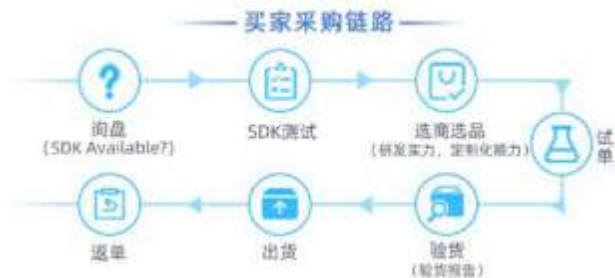 买家采购链路
询盘
(SDK Available?)
SDK测试
选商选品
(研发实力，定制化能力)
试单
验货
(验货报告)
出货
返单